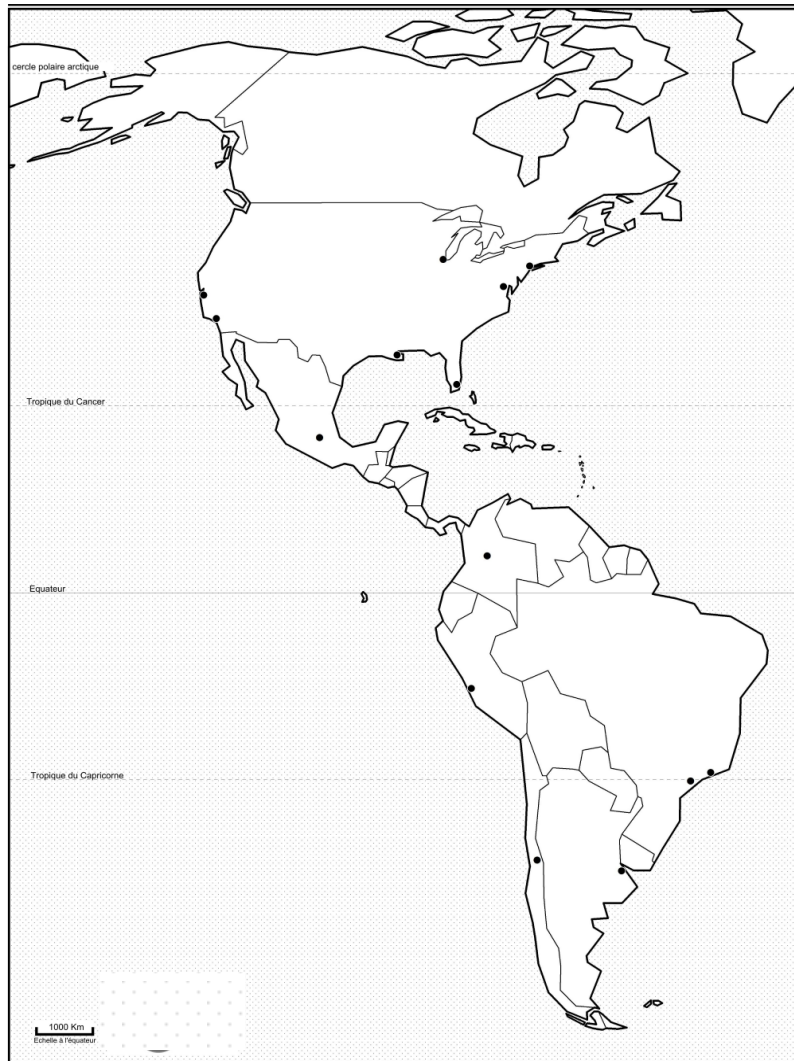 cercle polaire arctique
Tropique du Cancer
Equateur
Tropique du Capricorne
1000 Km
Echelle à l'équateur